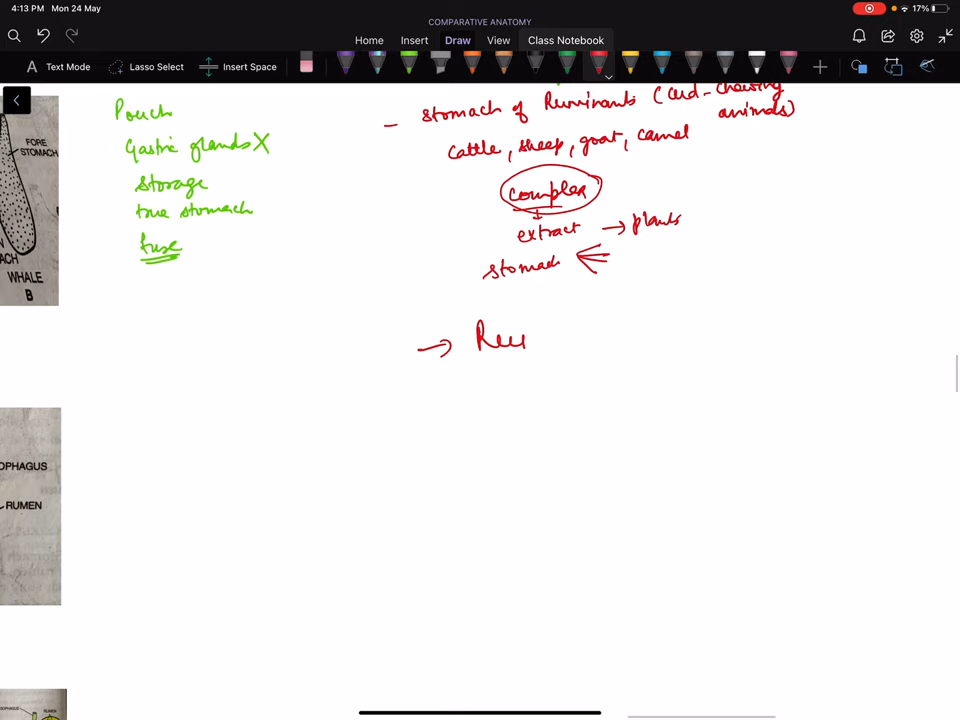 4:13 PM Mon 24 May
17%
COMPARATIVE ANATOMY
Home Insert Draw View Class Notebook
Text Mode Lasso Select Insert Space
FORE
STOMACH
WHALE
B
OPHAGUS
RUMEN
RUMEN
Pouch
Gastric glands X
Storage
true stomach
fuse
- stomach of Ruminants (Cud-chewing
animals)
Cattle, sheep, goat, camel
complex
extract → plants
stomach
→ Ru